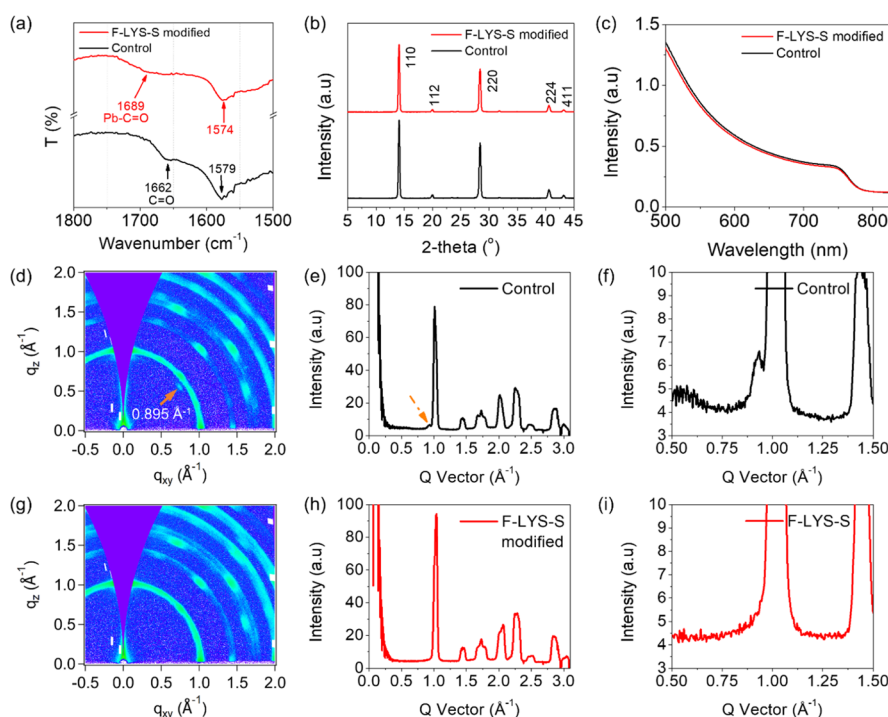 (a)
F-LYS-S modified
Control
1689
Pb-C=O
1574
1579
1662
C=O
T (%)
1800 1700 1600 1500
Wavenumber (cm⁻¹)
(b)
F-LYS-S modified
Control
110
112
220
224
411
Intensity (a.u)
5 10 15 20 25 30 35 40 45
2-theta (°)
(c)
F-LYS-S modified
Control
Intensity (a.u)
1.5
1.0
0.5
0.0
500 600 700 800
Wavelength (nm)
(d)
2.0
1.5
1.0
0.5
0.0
q_z (Å⁻¹)
0.895 Å⁻¹
-0.5 0.0 0.5 1.0 1.5 2.0
q_xy (Å⁻¹)
(e)
Control
Intensity (a.u)
100
80
60
40
20
0
0.0 0.5 1.0 1.5 2.0 2.5 3.0
Q Vector (Å⁻¹)
(f)
Control
Intensity (a.u)
10
9
8
7
6
5
4
3
0.50 0.75 1.00 1.25 1.50
Q Vector (Å⁻¹)
(g)
2.0
1.5
1.0
0.5
0.0
q_z (Å⁻¹)
-0.5 0.0 0.5 1.0 1.5 2.0
q_xy (Å⁻¹)
(h)
F-LYS-S
modified
Intensity (a.u)
100
80
60
40
20
0
0.0 0.5 1.0 1.5 2.0 2.5 3.0
Q Vector (Å⁻¹)
(i)
F-LYS-S
Intensity (a.u)
10
9
8
7
6
5
4
3
0.50 0.75 1.00 1.25 1.50
Q Vector (Å⁻¹)